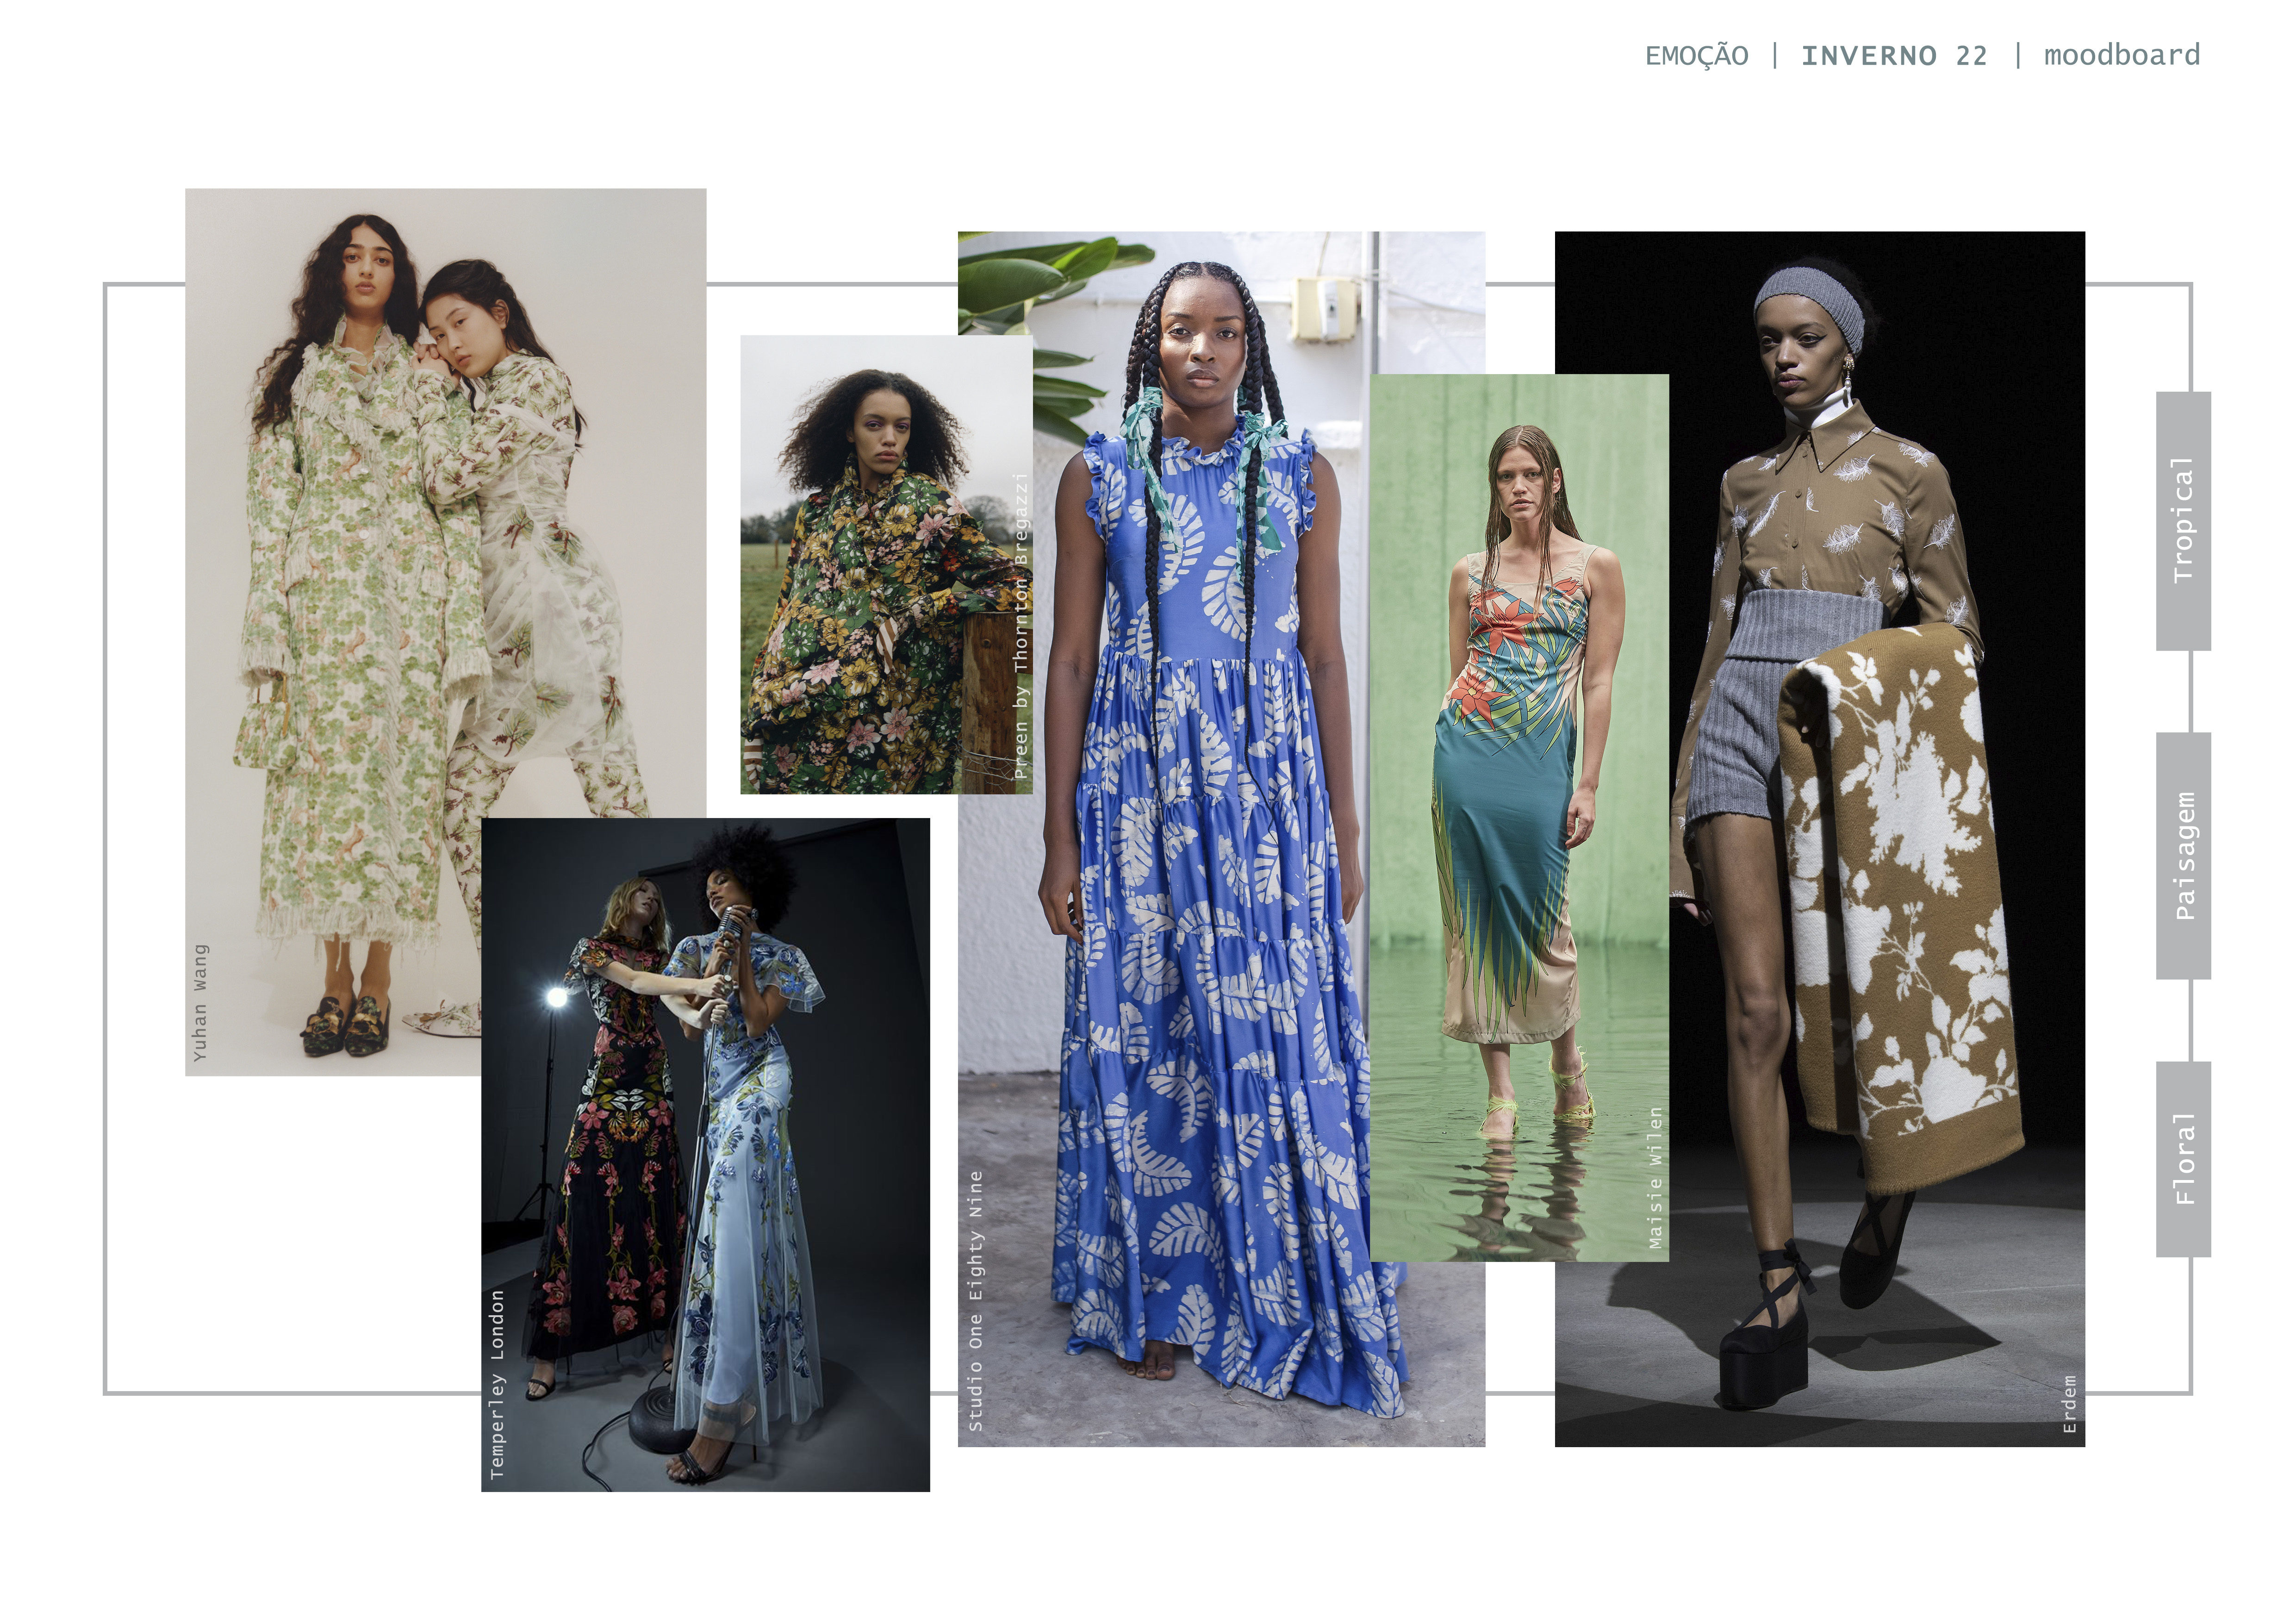 EMOÇÃO | INVERNO 22 | moodboard
Yuhan Wang
Preen by Thornton Bregazzi
Temperley London
Studio One Eighty Nine
Maisie Wilen
Erdem
Tropical
Paisagem
Floral